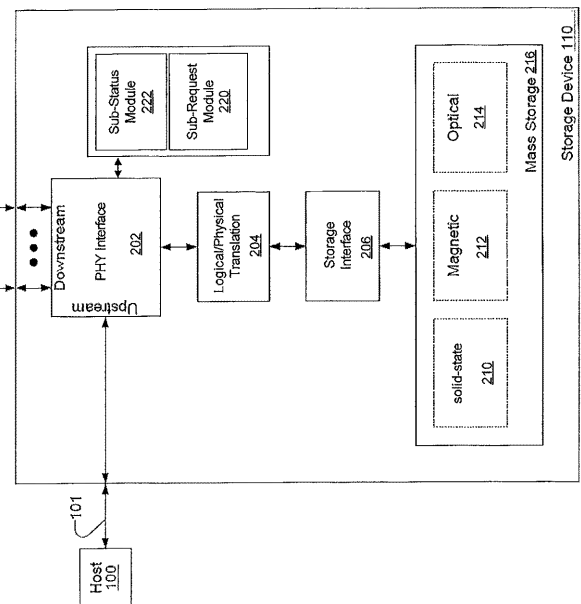 Sub-Status
Module
222
Sub-Request
Module
220
Downstream
PHY Interface
202
Upstream
Logical/Physical
Translation
204
Storage
Interface
206
Optical
214
Magnetic
212
solid-state
210
Mass Storage 216
Storage Device 110
101
Host
100